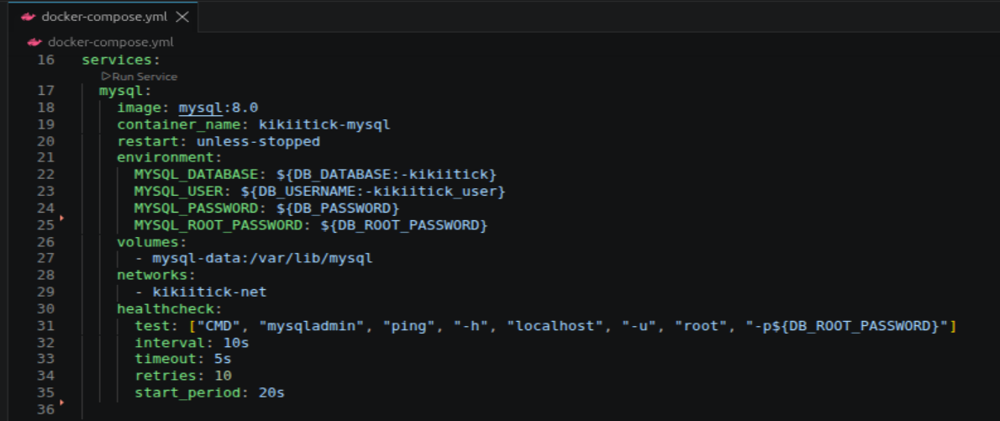 docker-compose.yml
docker-compose.yml
16 services:
Run Service
17 mysql:
18 image: mysql:8.0
19 container_name: kikiitick-mysql
20 restart: unless-stopped
21 environment:
22 MYSQL_DATABASE: ${DB_DATABASE:-kikiitick}
23 MYSQL_USER: ${DB_USERNAME:-kikiitick_user}
24 MYSQL_PASSWORD: ${DB_PASSWORD}
25 MYSQL_ROOT_PASSWORD: ${DB_ROOT_PASSWORD}
26 volumes:
27 - mysql-data:/var/lib/mysql
28 networks:
29 - kikiitick-net
30 healthcheck:
31 test: ["CMD", "mysqladmin", "ping", "-h", "localhost", "-u", "root", "-p${DB_ROOT_PASSWORD}"]
32 interval: 10s
33 timeout: 5s
34 retries: 10
35 start_period: 20s
36